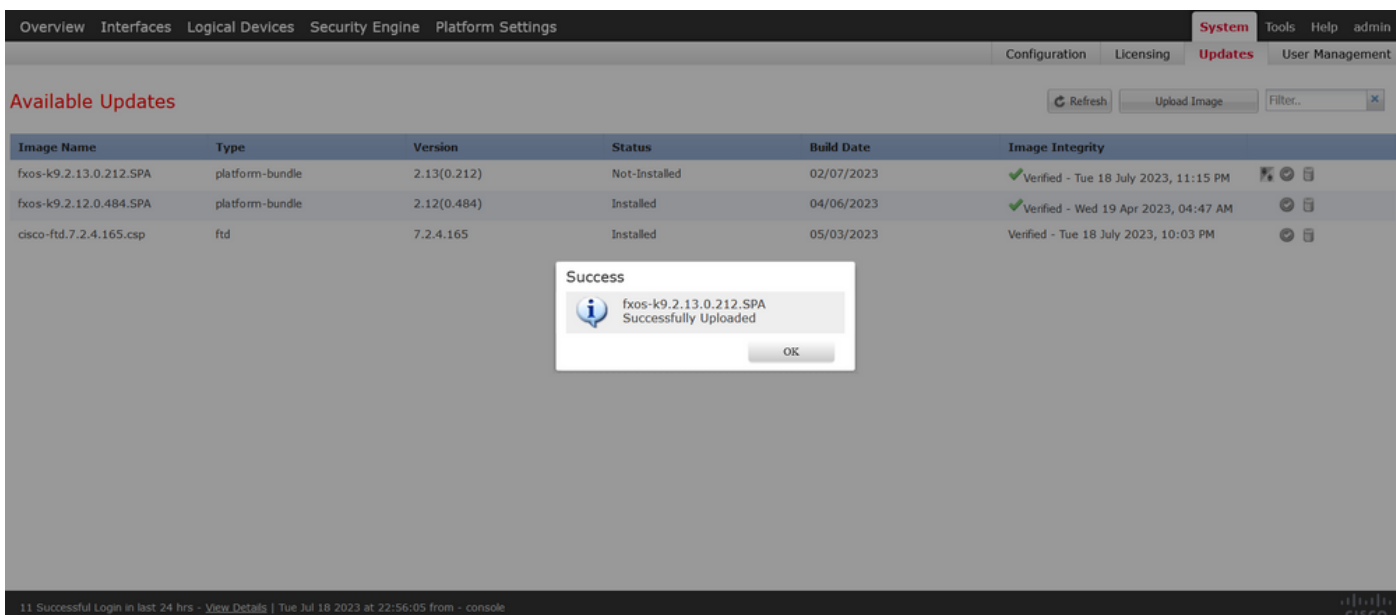 Overview Interfaces Logical Devices Security Engine Platform Settings System Tools Help admin
Configuration Licensing Updates User Management
Available Updates Refresh Upload Image Filter..
Image Name Type Version Status Build Date Image Integrity
fxos-k9.2.13.0.212.SPA platform-bundle 2.13(0.212) Not-Installed 02/07/2023 Verified - Tue 18 July 2023, 11:15 PM
fxos-k9.2.12.0.484.SPA platform-bundle 2.12(0.484) Installed 04/06/2023 Verified - Wed 19 Apr 2023, 04:47 AM
cisco-ftd.7.2.4.165.csp ftd 7.2.4.165 Installed 05/03/2023 Verified - Tue 18 July 2023, 10:03 PM
Success
fxos-k9.2.13.0.212.SPA
Successfully Uploaded
OK
11 Successful Login in last 24 hrs - View Details | Tue Jul 18 2023 at 22:56:05 from - console
CISCO